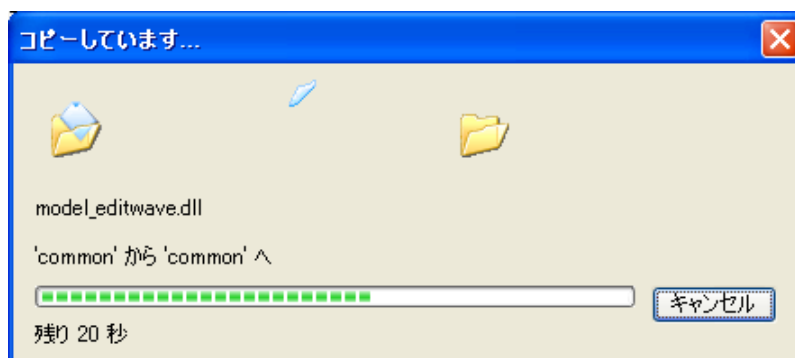 コピーしています...
model_editwave.dll
'common' から 'common' へ
キャンセル
残り 20 秒